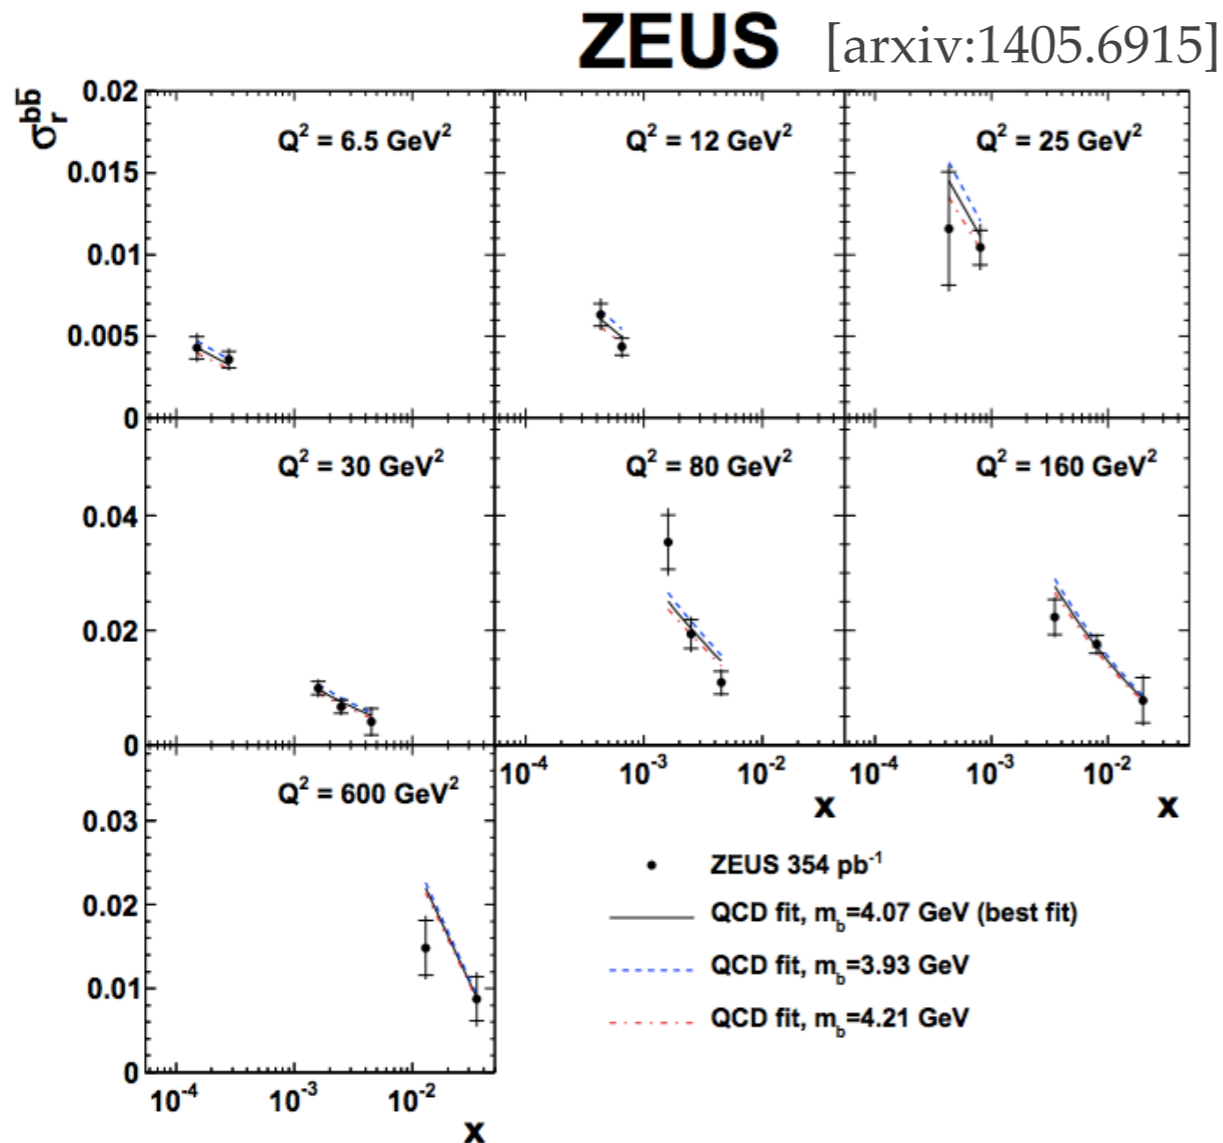 ZEUS [arxiv:1405.6915]
σ_r^{bb̄}
0.02
Q² = 6.5 GeV²
Q² = 12 GeV²
Q² = 25 GeV²
0.015
0.01
0.005
0
Q² = 30 GeV²
Q² = 80 GeV²
Q² = 160 GeV²
0.04
0.02
0
10⁻⁴ 10⁻³ 10⁻² 10⁻⁴ 10⁻³ 10⁻²
x x
Q² = 600 GeV²
0.03
0.02
0.01
0
10⁻⁴ 10⁻³ 10⁻²
x
ZEUS 354 pb⁻¹
QCD fit, m_b=4.07 GeV (best fit)
QCD fit, m_b=3.93 GeV
QCD fit, m_b=4.21 GeV